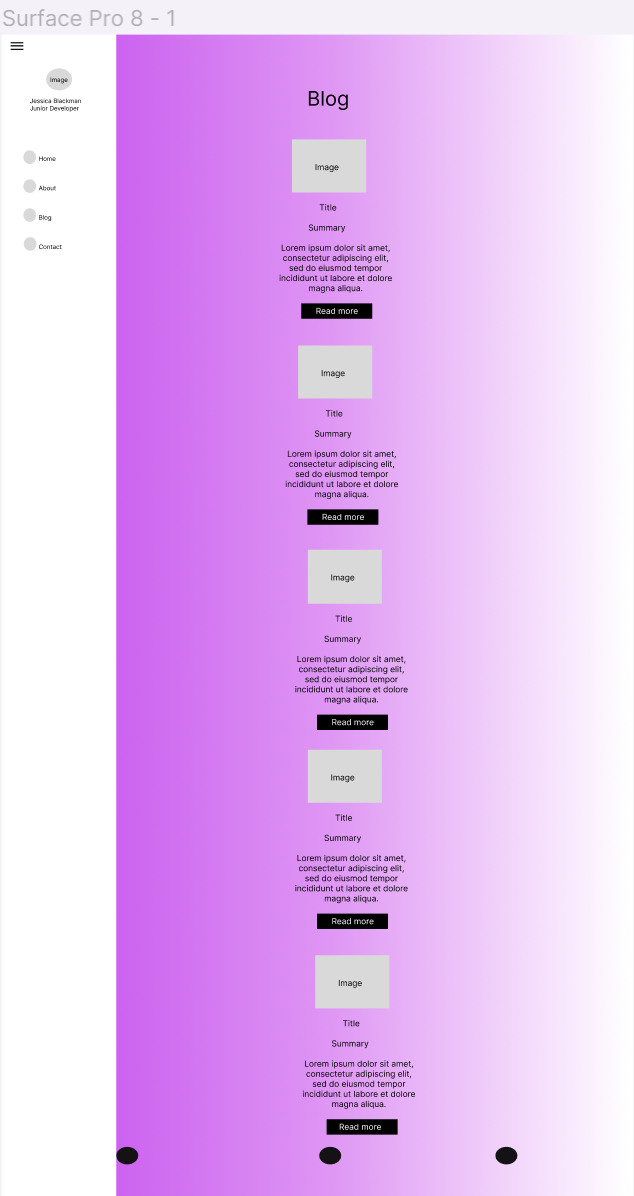 Surface Pro 8 - 1
Image
Jessica Blackman
Junior Developer
Home
About
Blog
Contact
Blog
Image
Title
Summary
Lorem ipsum dolor sit amet,
consectetur adipiscing elit,
sed do eiusmod tempor
incididunt ut labore et dolore
magna aliqua.
Read more
Image
Title
Summary
Lorem ipsum dolor sit amet,
consectetur adipiscing elit,
sed do eiusmod tempor
incididunt ut labore et dolore
magna aliqua.
Read more
Image
Title
Summary
Lorem ipsum dolor sit amet,
consectetur adipiscing elit,
sed do eiusmod tempor
incididunt ut labore et dolore
magna aliqua.
Read more
Image
Title
Summary
Lorem ipsum dolor sit amet,
consectetur adipiscing elit,
sed do eiusmod tempor
incididunt ut labore et dolore
magna aliqua.
Read more
Image
Title
Summary
Lorem ipsum dolor sit amet,
consectetur adipiscing elit,
sed do eiusmod tempor
incididunt ut labore et dolore
magna aliqua.
Read more